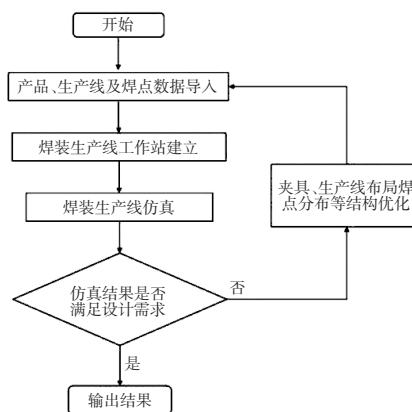 开始
产品、生产线及焊点数据导入
焊装生产线工作站建立
焊装生产线仿真
夹具、生产线布局焊
点分布等结构优化
仿真结果是否
满足设计需求
否
是
输出结果